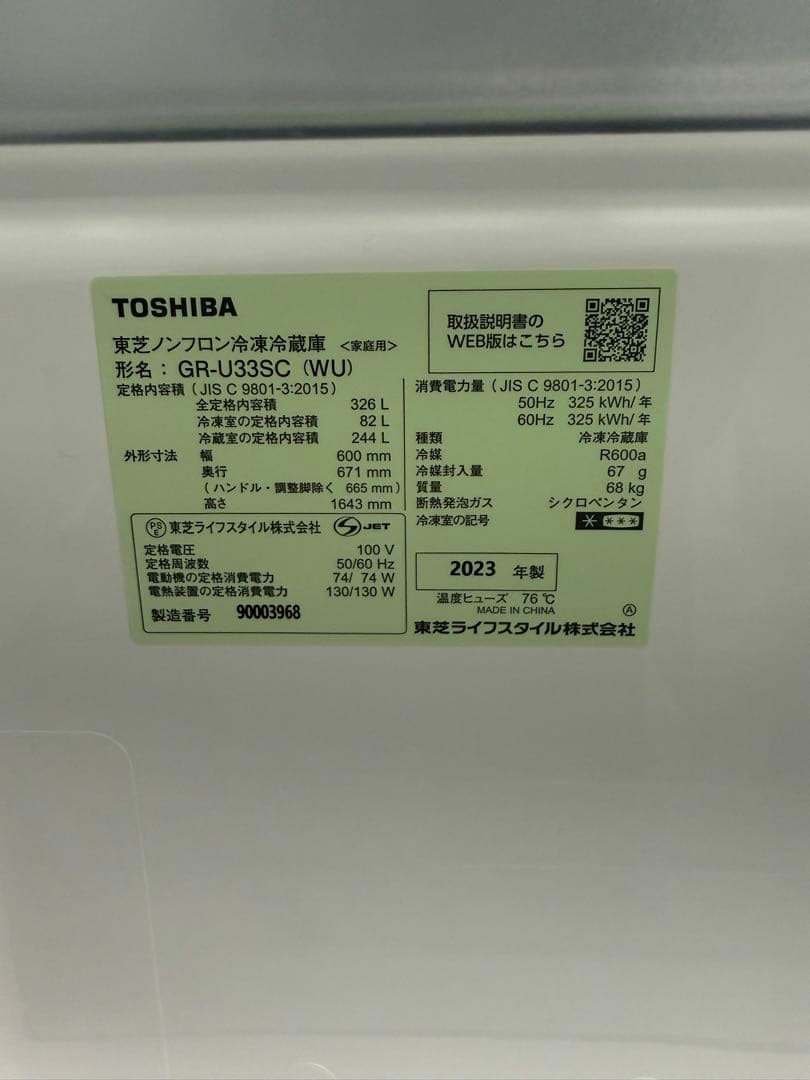 TOSHIBA
東芝ノンフロン冷凍冷蔵庫 <家庭用>
形名： GR-U33SC (WU)
取扱説明書の
WEB版はこちら
定格内容積 ( JIS C 9801-3:2015 )
全定格内容積 326 L
冷凍室の定格内容積 82 L
冷蔵室の定格内容積 244 L
外形寸法 幅 600 mm
奥行 671 mm
( ハンドル・調整脚除く 665 mm )
高さ 1643 mm
消費電力量 ( JIS C 9801-3:2015 )
50Hz 325 kWh/ 年
60Hz 325 kWh/ 年
種類 冷凍冷蔵庫
冷媒 R600a
冷媒封入量 67 g
質量 68 kg
断熱発泡ガス シクロペンタン
冷凍室の記号
PSE 東芝ライフスタイル株式会社 S JET
定格電圧 100 V
定格周波数 50/60 Hz
電動機の定格消費電力 74/ 74 W
電熱装置の定格消費電力 130/130 W
製造番号 90003968
2023 年製
温度ヒューズ 76 ℃
MADE IN CHINA Ⓐ
東芝ライフスタイル株式会社